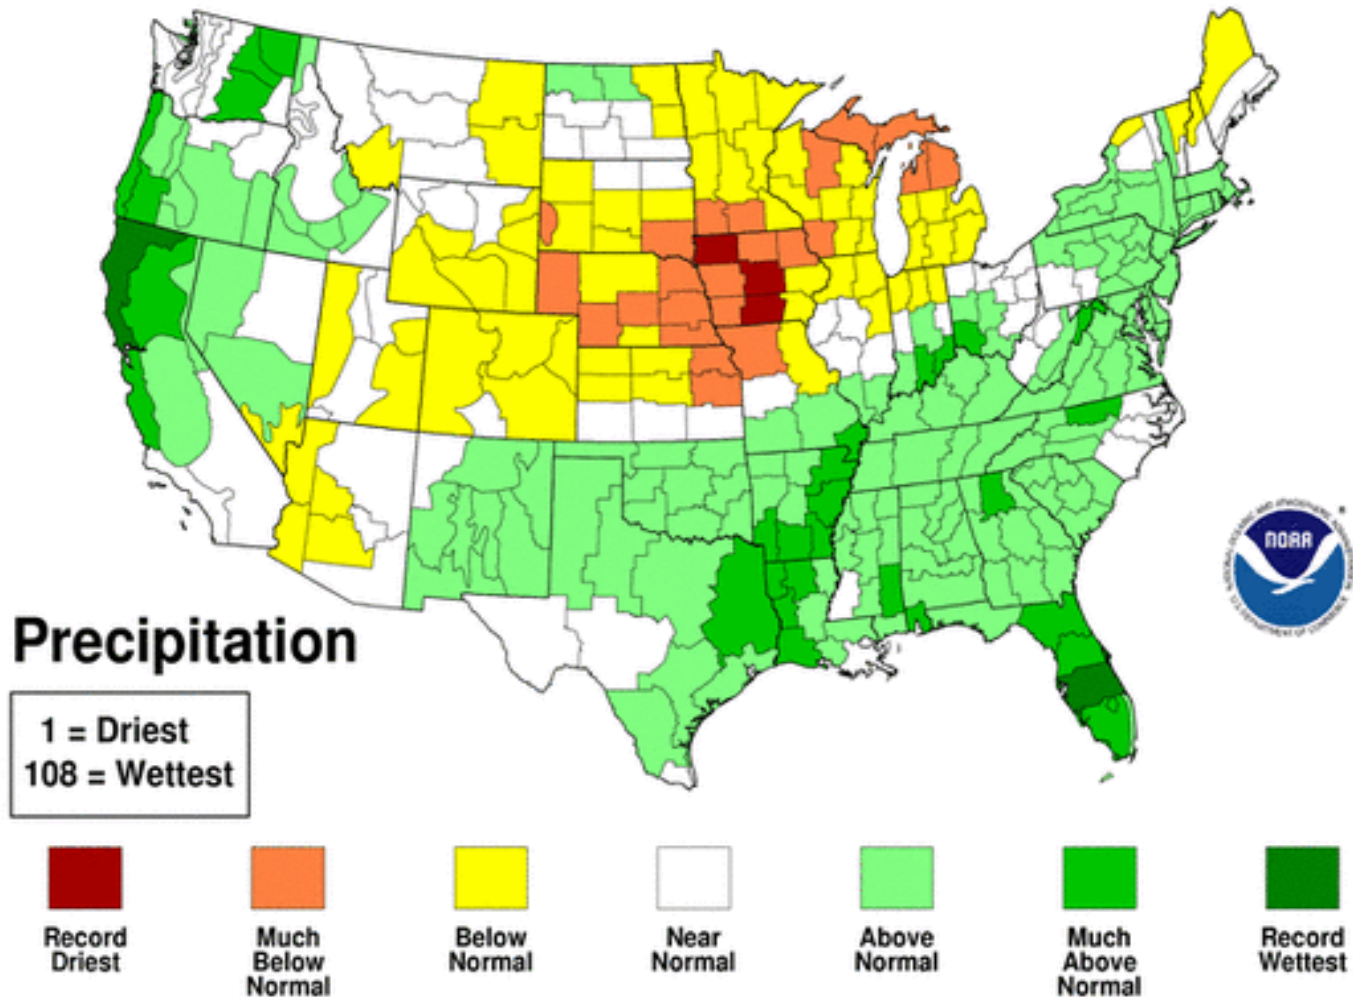 NOAA
Precipitation
1 = Driest
108 = Wettest
Record
Driest
Much
Below
Normal
Below
Normal
Near
Normal
Above
Normal
Much
Above
Normal
Record
Wettest